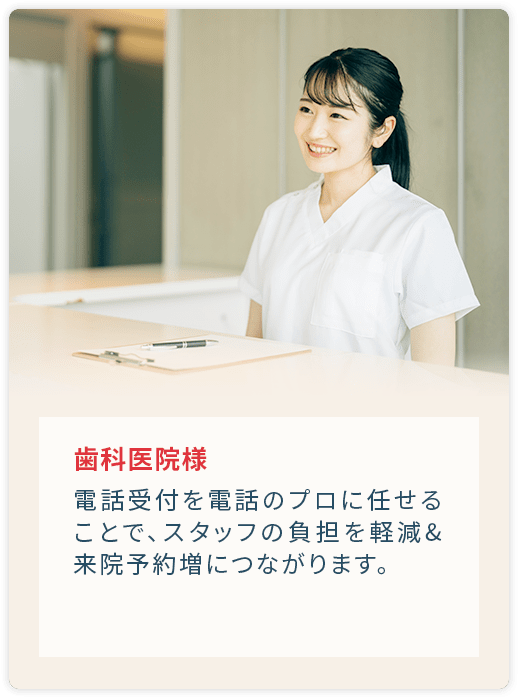 歯科医院様
電話受付を電話のプロに任せる
ことで、スタッフの負担を軽減&
来院予約増につながります。